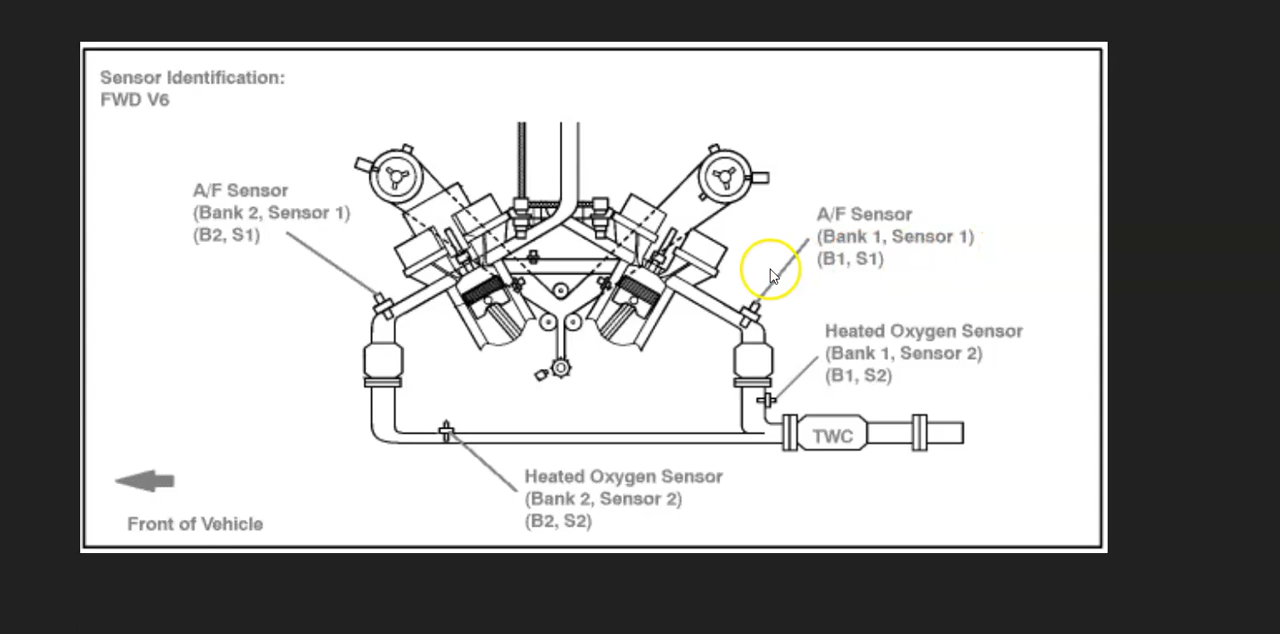 Sensor Identification:
FWD V6
A/F Sensor
(Bank 2, Sensor 1)
(B2, S1)
A/F Sensor
(Bank 1, Sensor 1)
(B1, S1)
Heated Oxygen Sensor
(Bank 1, Sensor 2)
(B1, S2)
TWC
Heated Oxygen Sensor
(Bank 2, Sensor 2)
(B2, S2)
Front of Vehicle